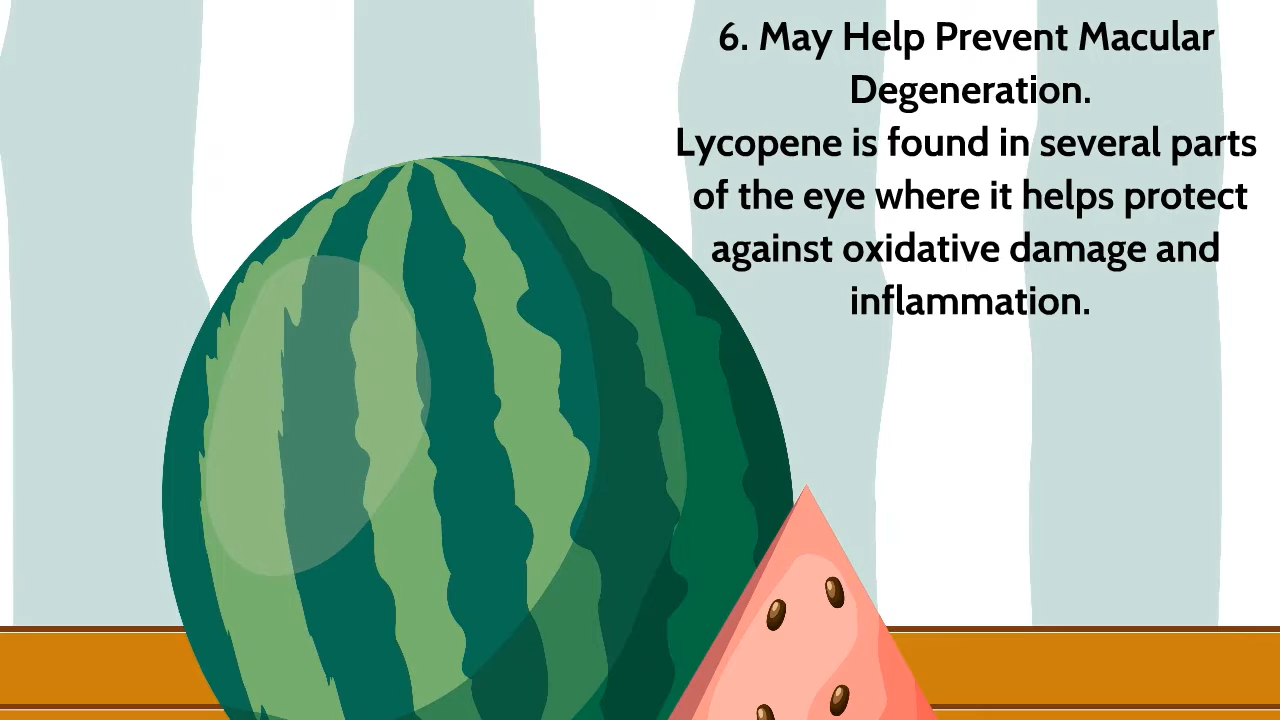 6. May Help Prevent Macular
Degeneration.
Lycopene is found in several parts
of the eye where it helps protect
against oxidative damage and
inflammation.